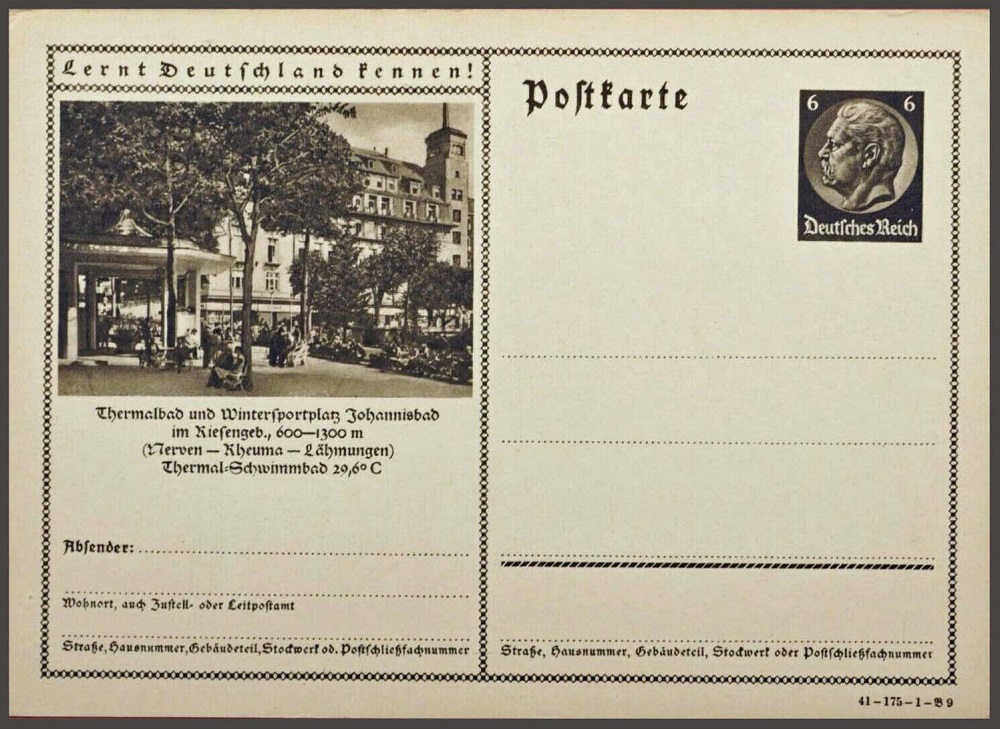 Lernt Deutschland kennen!
Thermalbad und Wintersportplatz Johannisbad
im Riesengeb., 600—1300 m
(Nerven — Rheuma — Lähmungen)
Thermal-Schwimmbad 29,6° C
Absender:
Wohnort, auch Zustell- oder Leitpostamt
Straße, Hausnummer, Gebäudeteil, Stockwerk od. Postschließfachnummer
Postkarte
6 6
Deutsches Reich
Straße, Hausnummer, Gebäudeteil, Stockwerk oder Postschließfachnummer
41–175–1–B 9